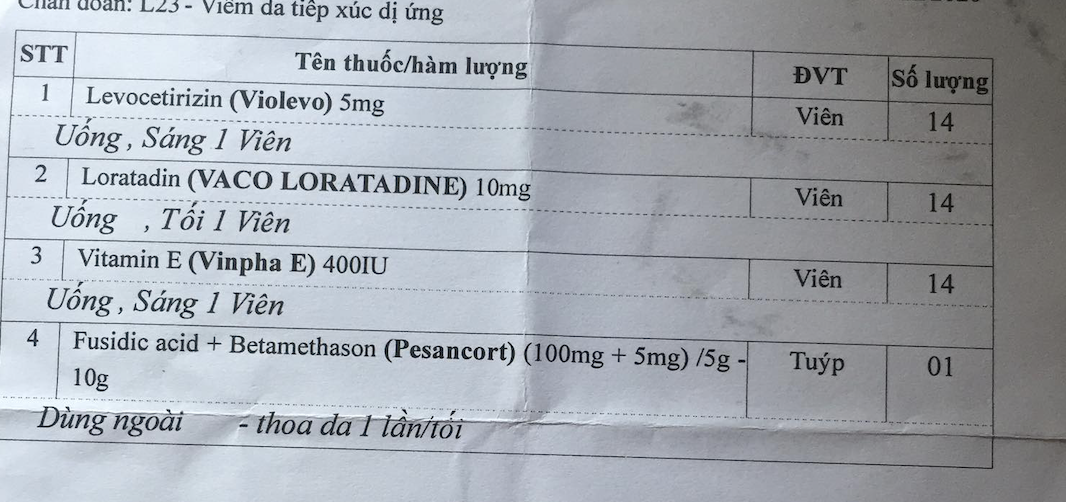 Chẩn đoán: L23 - Viêm da tiếp xúc dị ứng
STT Tên thuốc/hàm lượng ĐVT Số lượng
1 Levocetirizin (Violevo) 5mg Viên 14
Uống , Sáng 1 Viên
2 Loratadin (VACO LORATADINE) 10mg Viên 14
Uống , Tối 1 Viên
3 Vitamin E (Vinpha E) 400IU Viên 14
Uống , Sáng 1 Viên
4 Fusidic acid + Betamethason (Pesancort) (100mg + 5mg) /5g - Tuýp 01
10g
Dùng ngoài - thoa da 1 lần/tối